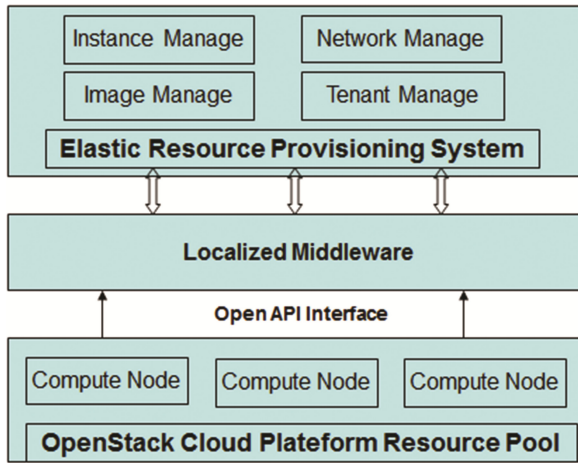 Instance Manage
Network Manage
Image Manage
Tenant Manage
Elastic Resource Provisioning System
Localized Middleware
Open API Interface
Compute Node
Compute Node
Compute Node
OpenStack Cloud Plateform Resource Pool